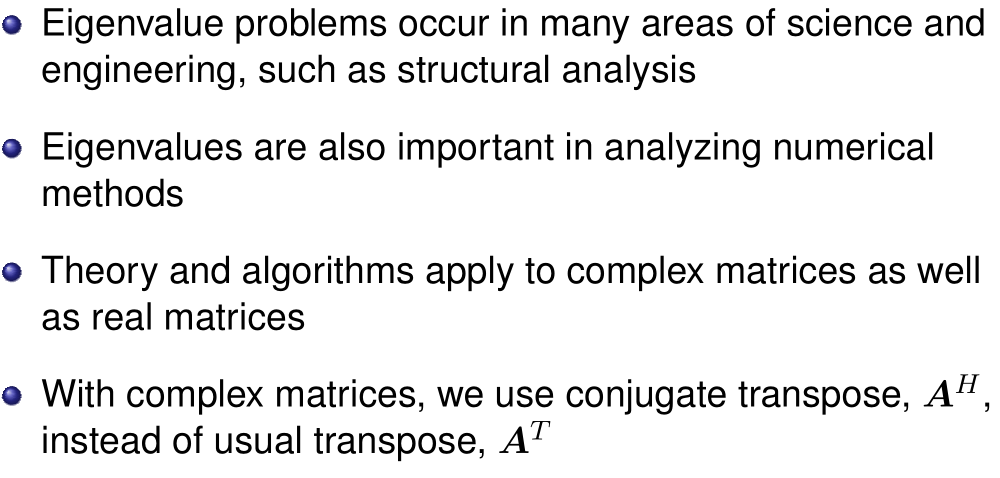 Eigenvalue problems occur in many areas of science and
engineering, such as structural analysis
Eigenvalues are also important in analyzing numerical
methods
Theory and algorithms apply to complex matrices as well
as real matrices
With complex matrices, we use conjugate transpose, A^H,
instead of usual transpose, A^T